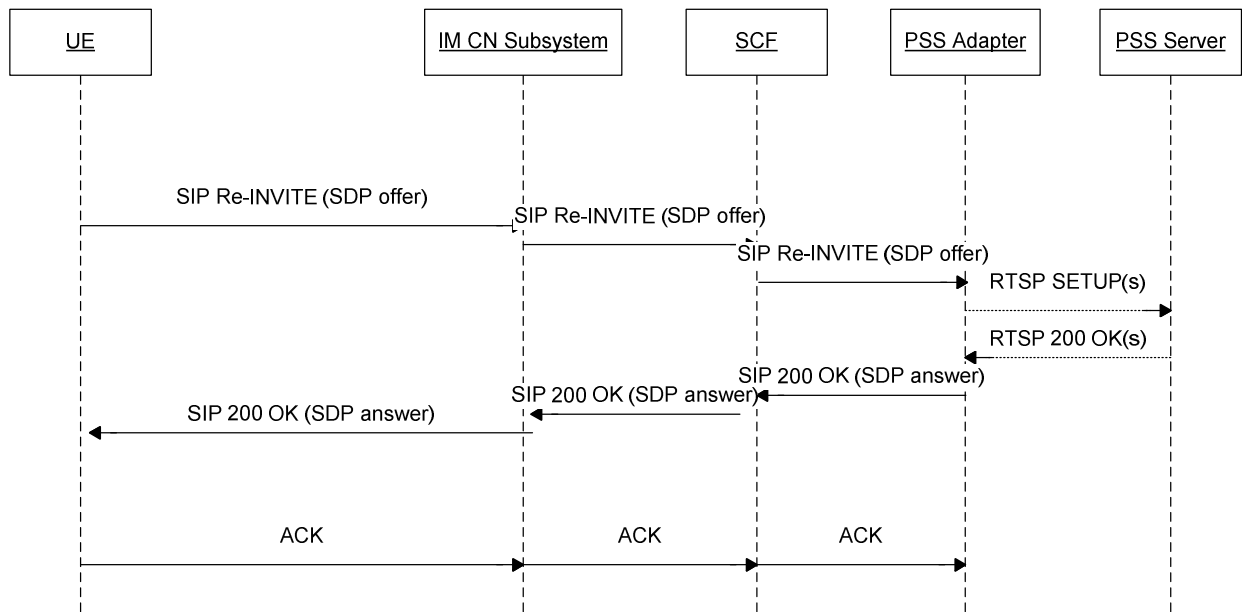 UE
IM CN Subsystem
SCF
PSS Adapter
PSS Server
SIP Re-INVITE (SDP offer)
SIP Re-INVITE (SDP offer)
SIP Re-INVITE (SDP offer)
RTSP SETUP(s)
RTSP 200 OK(s)
SIP 200 OK (SDP answer)
SIP 200 OK (SDP answer)
SIP 200 OK (SDP answer)
ACK
ACK
ACK